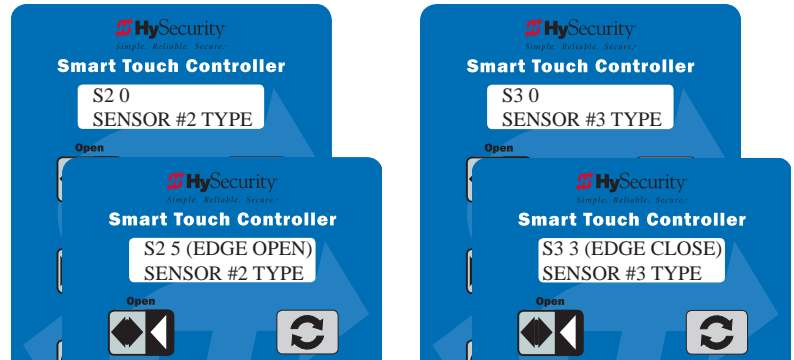 HySecurity
Simple. Reliable. Secure.
Smart Touch Controller
S2 0
SENSOR #2 TYPE
Open
HySecurity
Simple. Reliable. Secure.
Smart Touch Controller
S2 5 (EDGE OPEN)
SENSOR #2 TYPE
Open
HySecurity
Simple. Reliable. Secure.
Smart Touch Controller
S3 0
SENSOR #3 TYPE
Open
HySecurity
Simple. Reliable. Secure.
Smart Touch Controller
S3 3 (EDGE CLOSE)
SENSOR #3 TYPE
Open